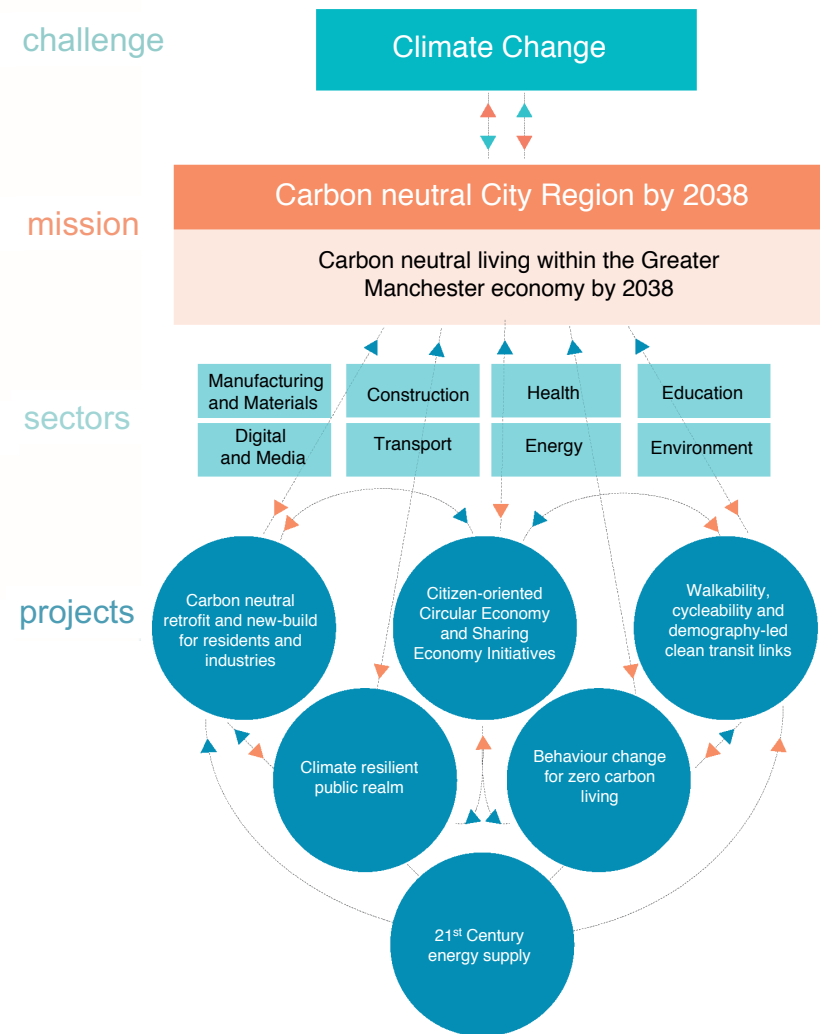 challenge
Climate Change
mission
Carbon neutral City Region by 2038
Carbon neutral living within the Greater
Manchester economy by 2038
sectors
Manufacturing
and Materials
Construction
Health
Education
Digital
and Media
Transport
Energy
Environment
projects
Carbon neutral
retrofit and new-build
for residents and
industries
Citizen-oriented
Circular Economy
and Sharing
Economy Initiatives
Walkability,
cycleability and
demography-led
clean transit links
Climate resilient
public realm
Behaviour change
for zero carbon
living
21st Century
energy supply